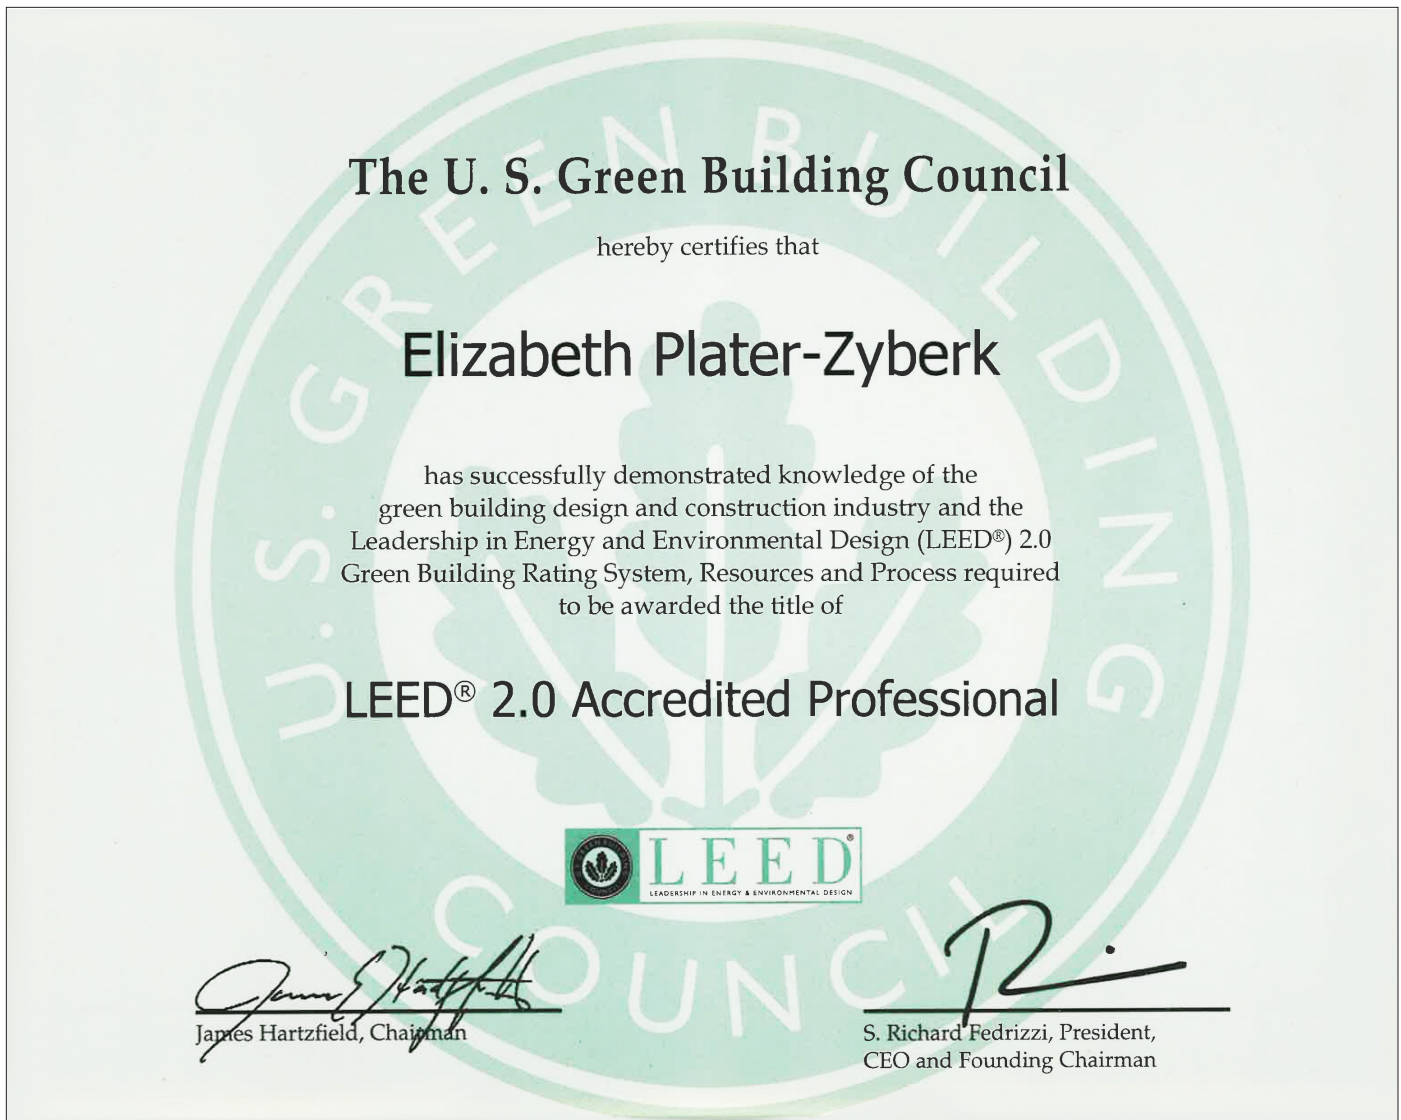 U.S. GREEN BUILDING COUNCIL
The U. S. Green Building Council
hereby certifies that
Elizabeth Plater-Zyberk
has successfully demonstrated knowledge of the
green building design and construction industry and the
Leadership in Energy and Environmental Design (LEED®) 2.0
Green Building Rating System, Resources and Process required
to be awarded the title of
LEED® 2.0 Accredited Professional
LEED®
LEADERSHIP IN ENERGY & ENVIRONMENTAL DESIGN
James Hartzfield, Chairman
S. Richard Fedrizzi, President,
CEO and Founding Chairman